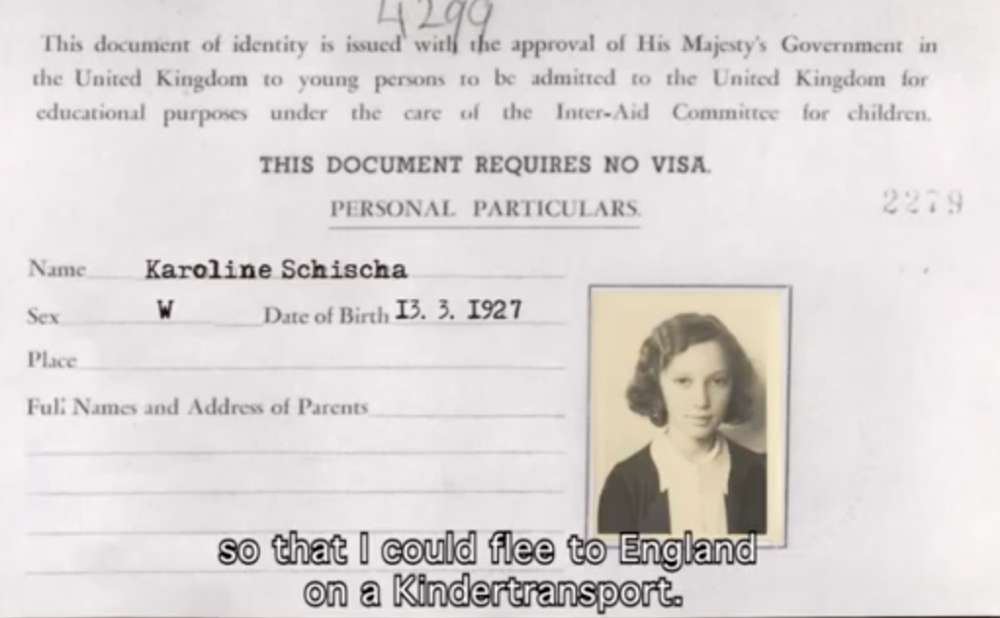 4299
This document of identity is issued with the approval of His Majesty's Government in
the United Kingdom to young persons to be admitted to the United Kingdom for
educational purposes under the care of the Inter-Aid Committee for children.
THIS DOCUMENT REQUIRES NO VISA.
PERSONAL PARTICULARS.
2279
Name Karoline Schischa
Sex W Date of Birth I3. 3. I927
Place
Full Names and Address of Parents
so that I could flee to England
on a Kindertransport.